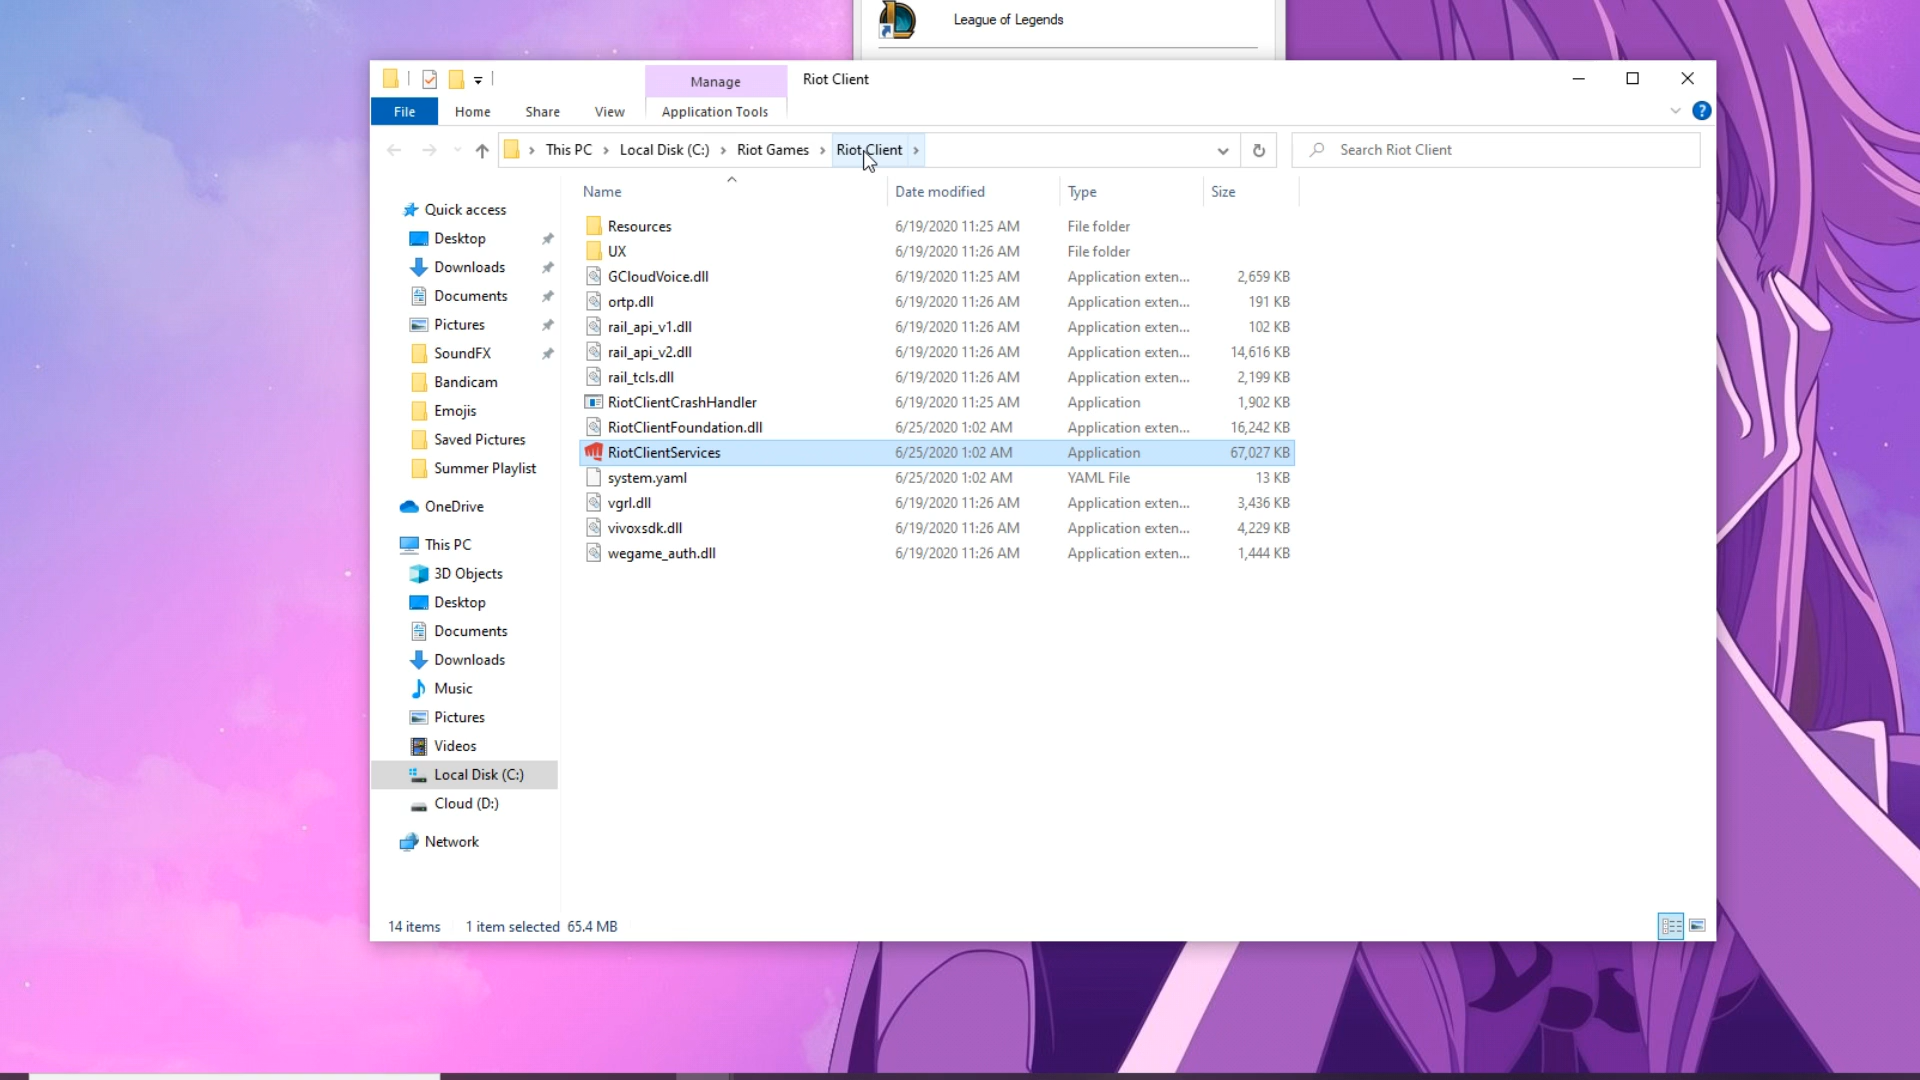 League of Legends
Manage
Riot Client
File
Home
Share
View
Application Tools
?
This PC > Local Disk (C:) > Riot Games > Riot Client >
Search Riot Client
Name
Date modified
Type
Size
Quick access
Desktop
Downloads
Documents
Pictures
SoundFX
Bandicam
Emojis
Saved Pictures
Summer Playlist
OneDrive
This PC
3D Objects
Desktop
Documents
Downloads
Music
Pictures
Videos
Local Disk (C:)
Cloud (D:)
Network
Resources 6/19/2020 11:25 AM File folder
UX 6/19/2020 11:26 AM File folder
GCloudVoice.dll 6/19/2020 11:25 AM Application exten... 2,659 KB
ortp.dll 6/19/2020 11:26 AM Application exten... 191 KB
rail_api_v1.dll 6/19/2020 11:26 AM Application exten... 102 KB
rail_api_v2.dll 6/19/2020 11:26 AM Application exten... 14,616 KB
rail_tcls.dll 6/19/2020 11:26 AM Application exten... 2,199 KB
RiotClientCrashHandler 6/19/2020 11:25 AM Application 1,902 KB
RiotClientFoundation.dll 6/25/2020 1:02 AM Application exten... 16,242 KB
RiotClientServices 6/25/2020 1:02 AM Application 67,027 KB
system.yaml 6/25/2020 1:02 AM YAML File 13 KB
vgrl.dll 6/19/2020 11:26 AM Application exten... 3,436 KB
vivoxsdk.dll 6/19/2020 11:26 AM Application exten... 4,229 KB
wegame_auth.dll 6/19/2020 11:26 AM Application exten... 1,444 KB
14 items 1 item selected 65.4 MB